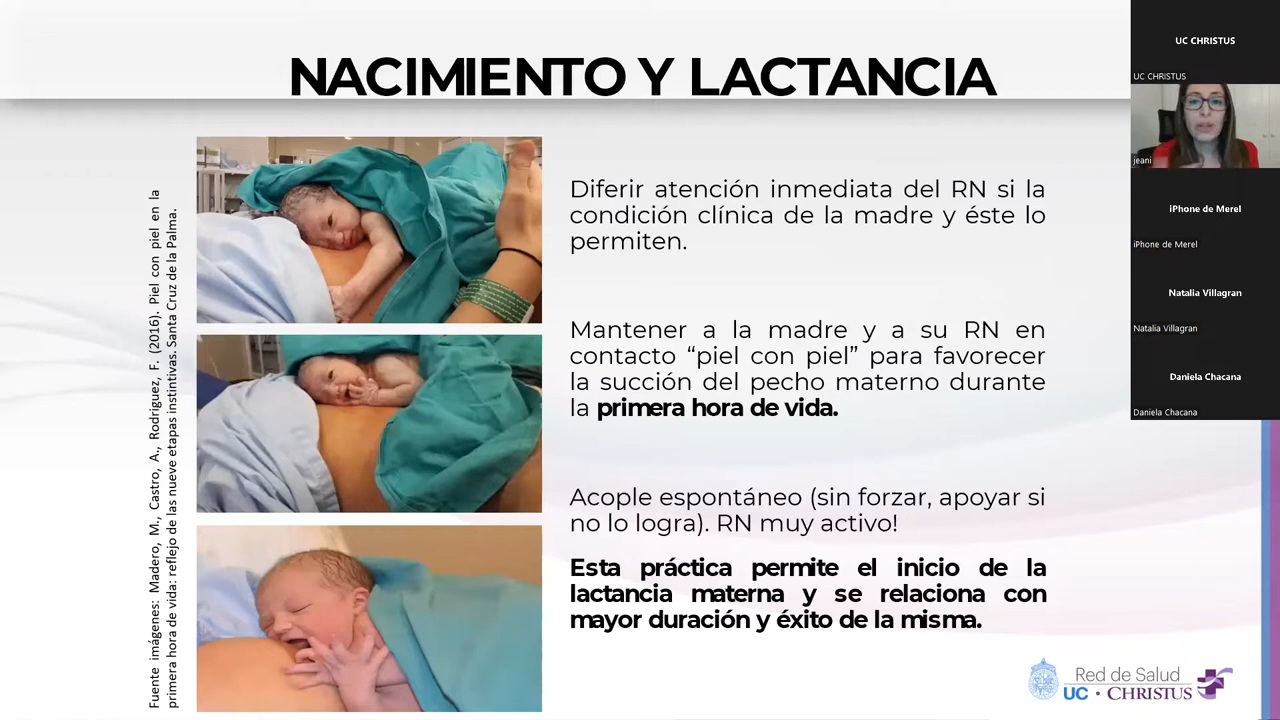 NACIMIENTO Y LACTANCIA
Fuente imágenes: Madero, M., Castro, A., Rodriguez, F. (2016). Piel con piel en la
primera hora de vida: reflejo de las nueve etapas instintivas. Santa Cruz de la Palma.
Diferir atención inmediata del RN si la
condición clínica de la madre y éste lo
permiten.
Mantener a la madre y a su RN en
contacto “piel con piel” para favorecer
la succión del pecho materno durante
la primera hora de vida.
Acople espontáneo (sin forzar, apoyar si
no lo logra). RN muy activo!
Esta práctica permite el inicio de la
lactancia materna y se relaciona con
mayor duración y éxito de la misma.
Red de Salud
UC · CHRISTUS
UC CHRISTUS
UC CHRISTUS
jeani
iPhone de Merel
iPhone de Merel
Natalia Villagran
Natalia Villagran
Daniela Chacana
Daniela Chacana